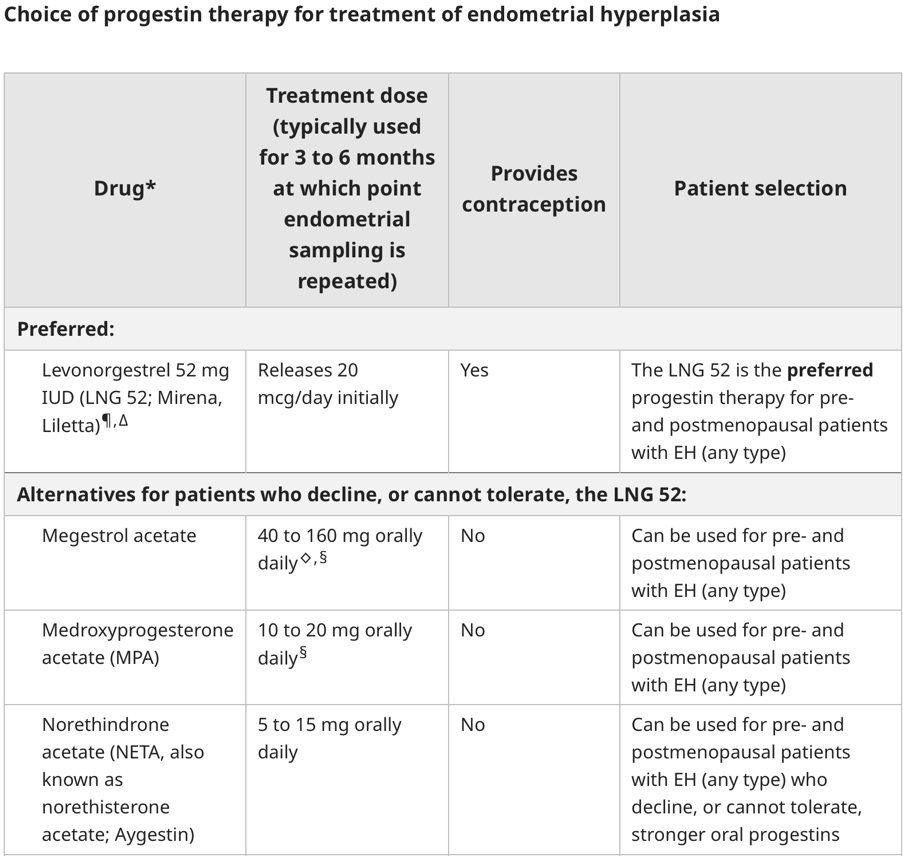 Choice of progestin therapy for treatment of endometrial hyperplasia
Drug*
Treatment dose
(typically used
for 3 to 6 months
at which point
endometrial
sampling is
repeated)
Provides
contraception
Patient selection
Preferred:
Levonorgestrel 52 mg
IUD (LNG 52; Mirena,
Liletta)¶,Δ
Releases 20
mcg/day initially
Yes
The LNG 52 is the preferred
progestin therapy for pre-
and postmenopausal patients
with EH (any type)
Alternatives for patients who decline, or cannot tolerate, the LNG 52:
Megestrol acetate
40 to 160 mg orally
daily◇,§
No
Can be used for pre- and
postmenopausal patients
with EH (any type)
Medroxyprogesterone
acetate (MPA)
10 to 20 mg orally
daily§
No
Can be used for pre- and
postmenopausal patients
with EH (any type)
Norethindrone
acetate (NETA, also
known as
norethisterone
acetate; Aygestin)
5 to 15 mg orally
daily
No
Can be used for pre- and
postmenopausal patients
with EH (any type) who
decline, or cannot tolerate,
stronger oral progestins